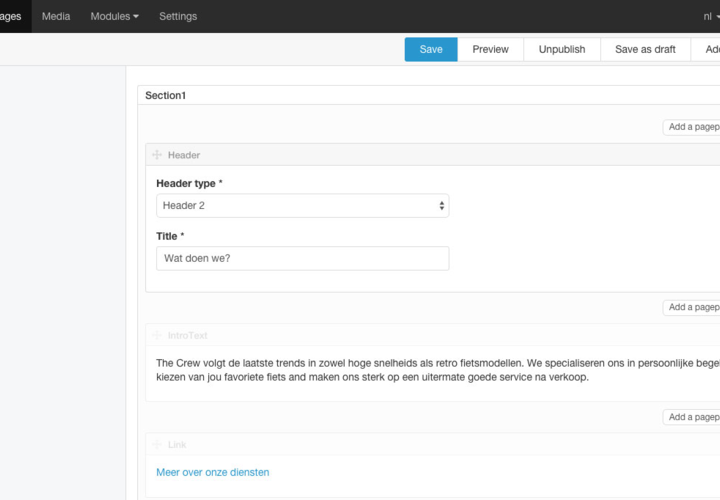 ages Media Modules Settings nl
Save Preview Unpublish Save as draft Add
Section1
Add a pagep
Header
Header type *
Header 2
Title *
Wat doen we?
Add a pagep
IntroText
The Crew volgt de laatste trends in zowel hoge snelheids als retro fietsmodellen. We specialiseren ons in persoonlijke bege
kiezen van jou favoriete fiets and maken ons sterk op een uitermate goede service na verkoop.
Add a pagep
Link
Meer over onze diensten